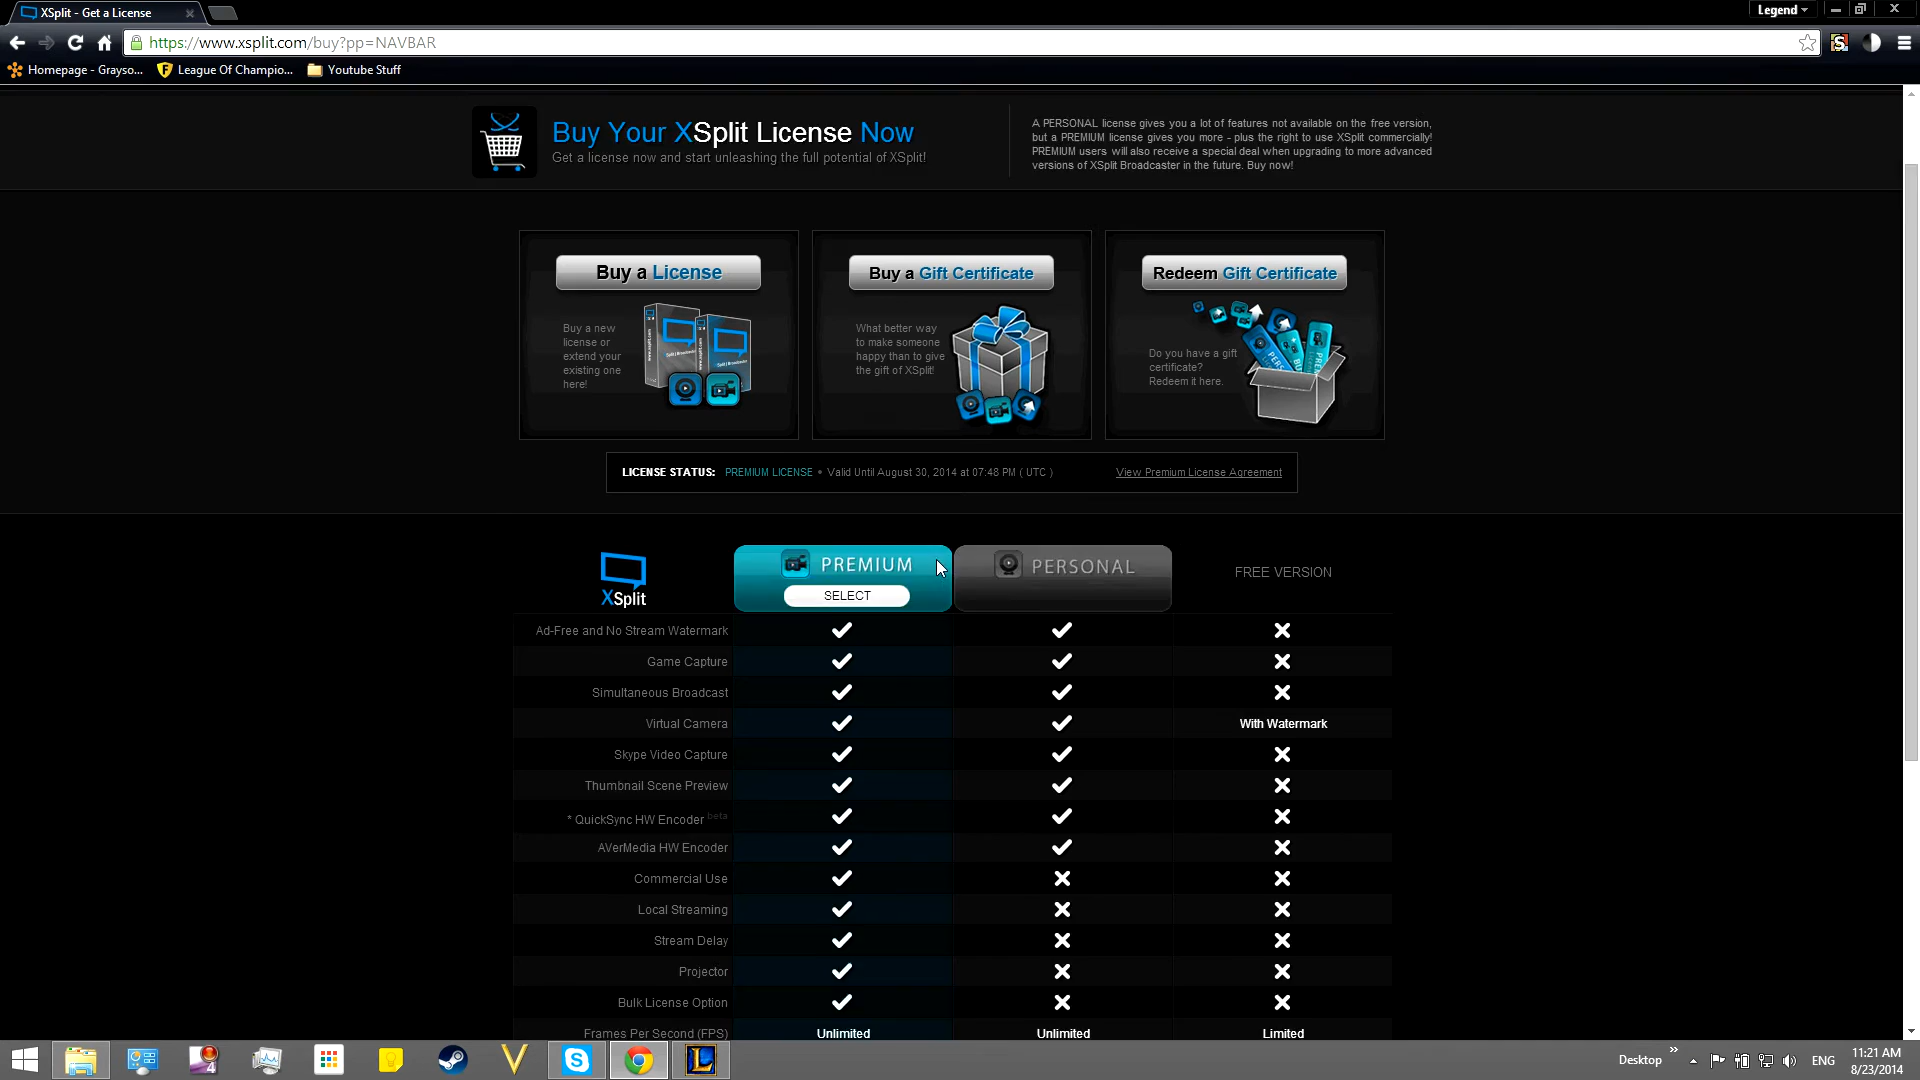 XSplit - Get a License
Legend
https://www.xsplit.com/buy?pp=NAVBAR
Homepage - Grayso...
League Of Champio...
Youtube Stuff
Buy Your XSplit License Now
Get a license now and start unleashing the full potential of XSplit!
A PERSONAL license gives you a lot of features not available on the free version,
but a PREMIUM license gives you more - plus the right to use XSplit commercially!
PREMIUM users will also receive a special deal when upgrading to more advanced
versions of XSplit Broadcaster in the future. Buy now!
Buy a License
Buy a new
license or
extend your
existing one
here!
Buy a Gift Certificate
What better way
to make someone
happy than to give
the gift of XSplit!
Redeem Gift Certificate
Do you have a gift
certificate?
Redeem it here.
LICENSE STATUS: PREMIUM LICENSE • Valid Until August 30, 2014 at 07:48 PM ( UTC )
View Premium License Agreement
XSplit
PREMIUM
SELECT
PERSONAL
FREE VERSION
Ad-Free and No Stream Watermark
Game Capture
Simultaneous Broadcast
Virtual Camera
With Watermark
Skype Video Capture
Thumbnail Scene Preview
* QuickSync HW Encoder beta
AVerMedia HW Encoder
Commercial Use
Local Streaming
Stream Delay
Projector
Bulk License Option
Frames Per Second (FPS)
Unlimited
Unlimited
Limited
Desktop
ENG
11:21 AM
8/23/2014